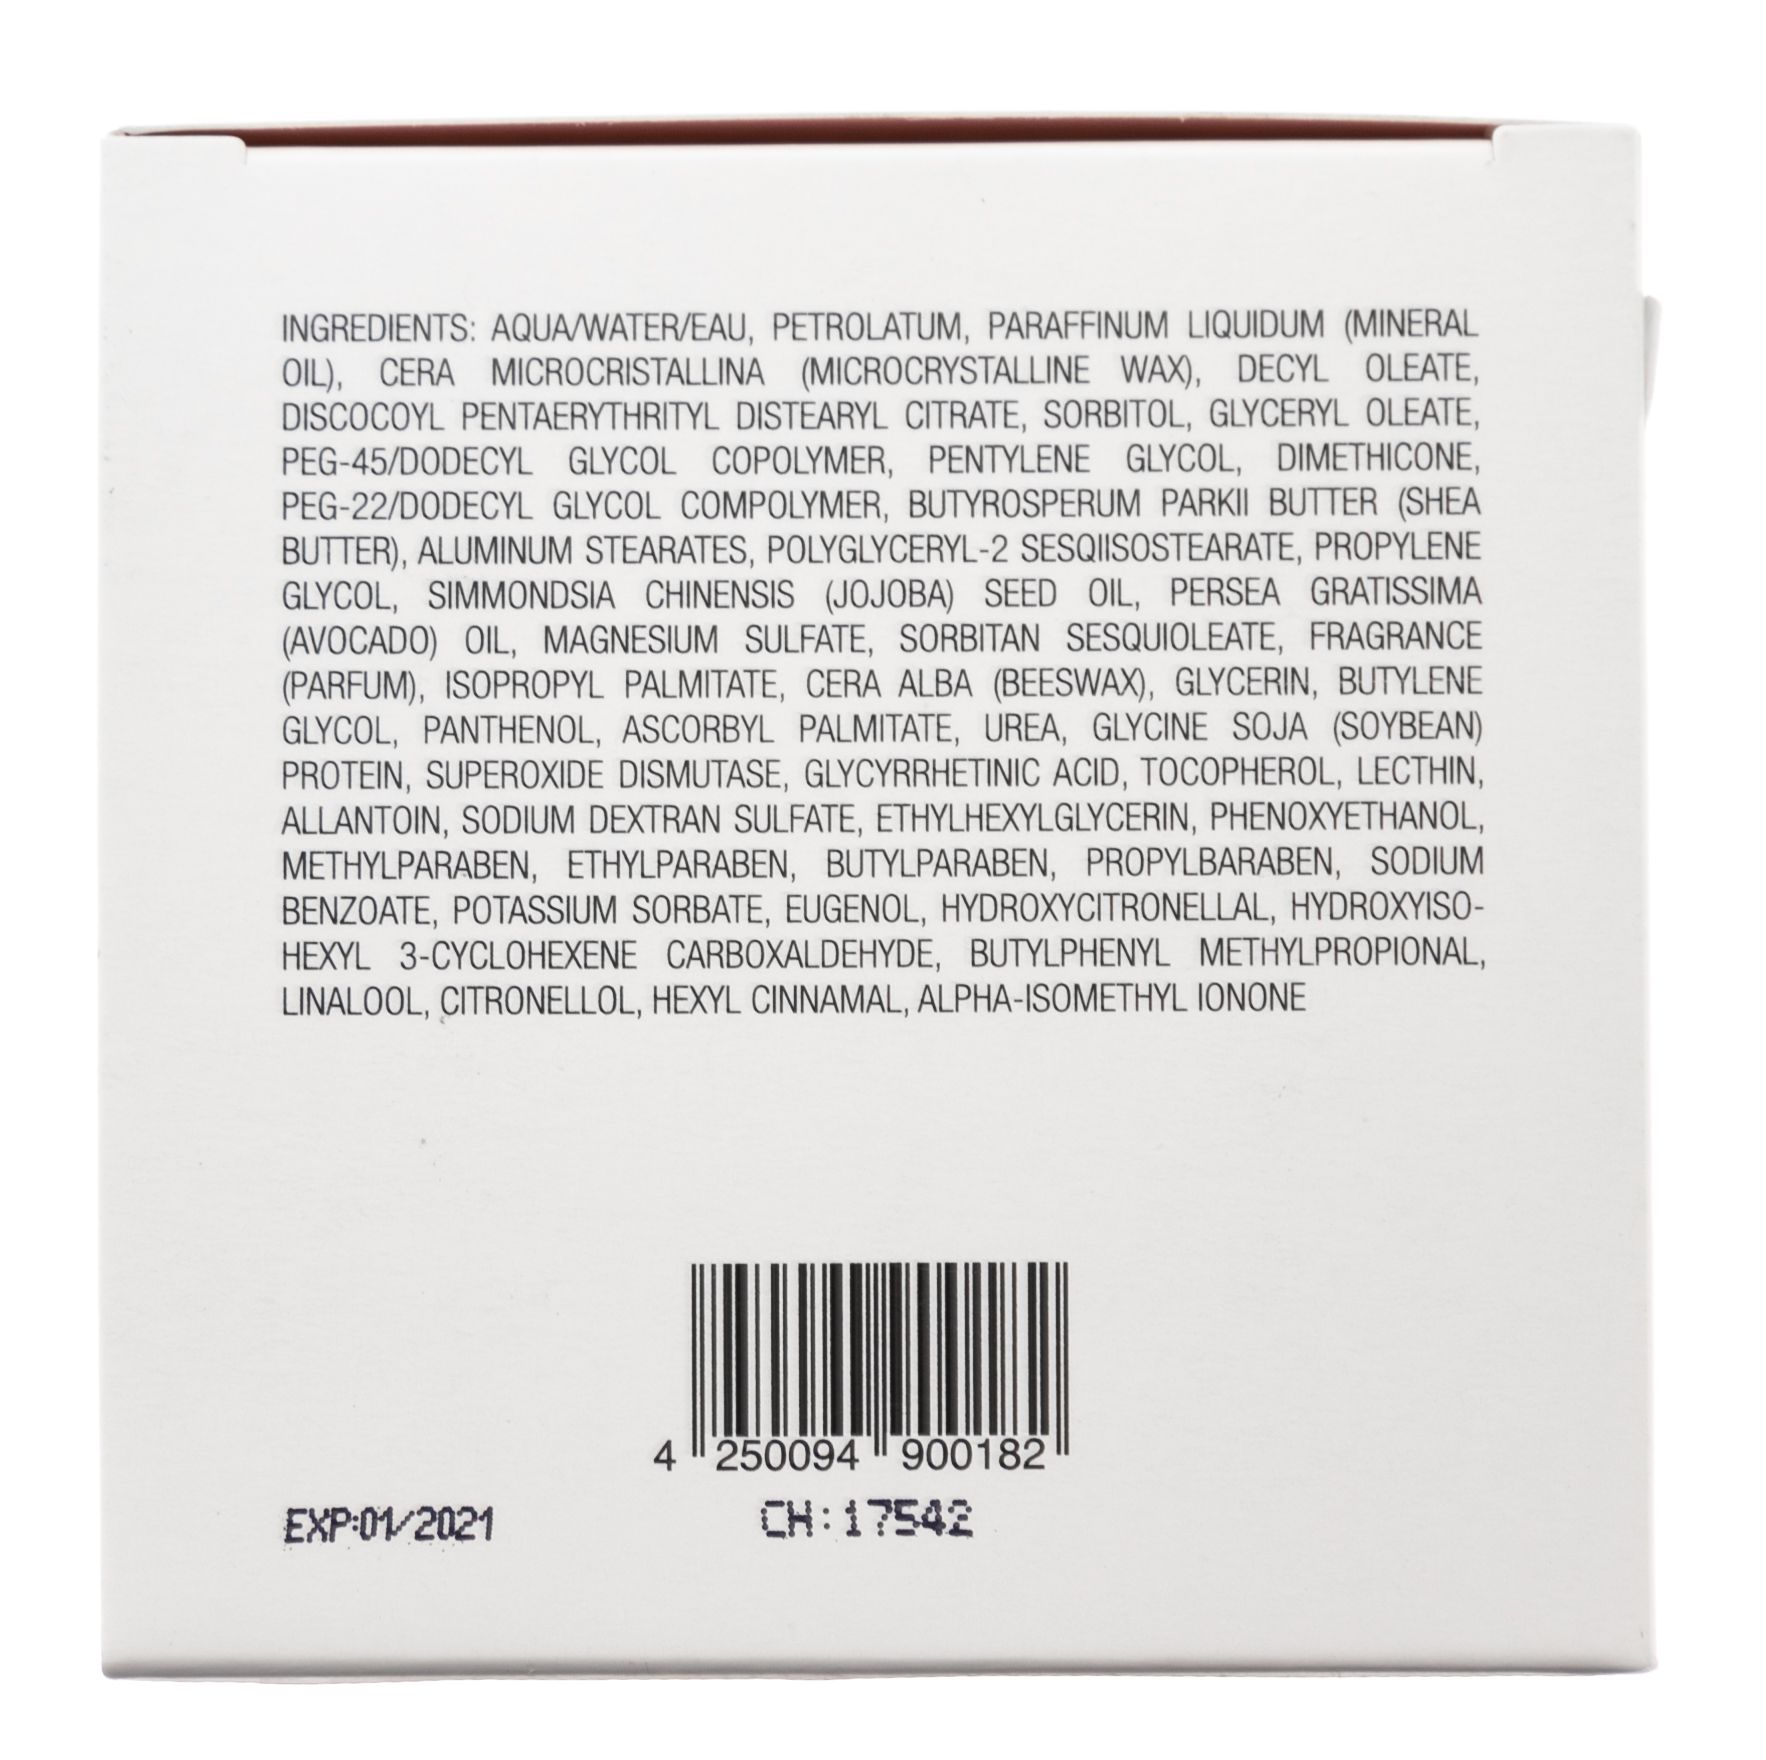 INGREDIENTS: AQUA/WATER/EAU, PETROLATUM, PARAFFINUM LIQUIDUM (MINERAL
OIL), CERA MICROCRISTALLINA (MICROCRYSTALLINE WAX), DECYL OLEATE,
DISCOCOYL PENTAERYTHRITYL DISTEARYL CITRATE, SORBITOL, GLYCERYL OLEATE,
PEG-45/DODECYL GLYCOL COPOLYMER, PENTYLENE GLYCOL, DIMETHICONE,
PEG-22/DODECYL GLYCOL COMPOLYMER, BUTYROSPERUM PARKII BUTTER (SHEA
BUTTER), ALUMINUM STEARATES, POLYGLYCERYL-2 SESQIISOSTEARATE, PROPYLENE
GLYCOL, SIMMONDSIA CHINENSIS (JOJOBA) SEED OIL, PERSEA GRATISSIMA
(AVOCADO) OIL, MAGNESIUM SULFATE, SORBITAN SESQUIOLEATE, FRAGRANCE
(PARFUM), ISOPROPYL PALMITATE, CERA ALBA (BEESWAX), GLYCERIN, BUTYLENE
GLYCOL, PANTHENOL, ASCORBYL PALMITATE, UREA, GLYCINE SOJA (SOYBEAN)
PROTEIN, SUPEROXIDE DISMUTASE, GLYCYRRHETINIC ACID, TOCOPHEROL, LECTHIN,
ALLANTOIN, SODIUM DEXTRAN SULFATE, ETHYLHEXYLGLYCERIN, PHENOXYETHANOL,
METHYLPARABEN, ETHYLPARABEN, BUTYLPARABEN, PROPYLBARABEN, SODIUM
BENZOATE, POTASSIUM SORBATE, EUGENOL, HYDROXYCITRONELLAL, HYDROXYISO-
HEXYL 3-CYCLOHEXENE CARBOXALDEHYDE, BUTYLPHENYL METHYLPROPIONAL,
LINALOOL, CITRONELLOL, HEXYL CINNAMAL, ALPHA-ISOMETHYL IONONE
4 250094 900182
EXP:01/2021 CH:17542